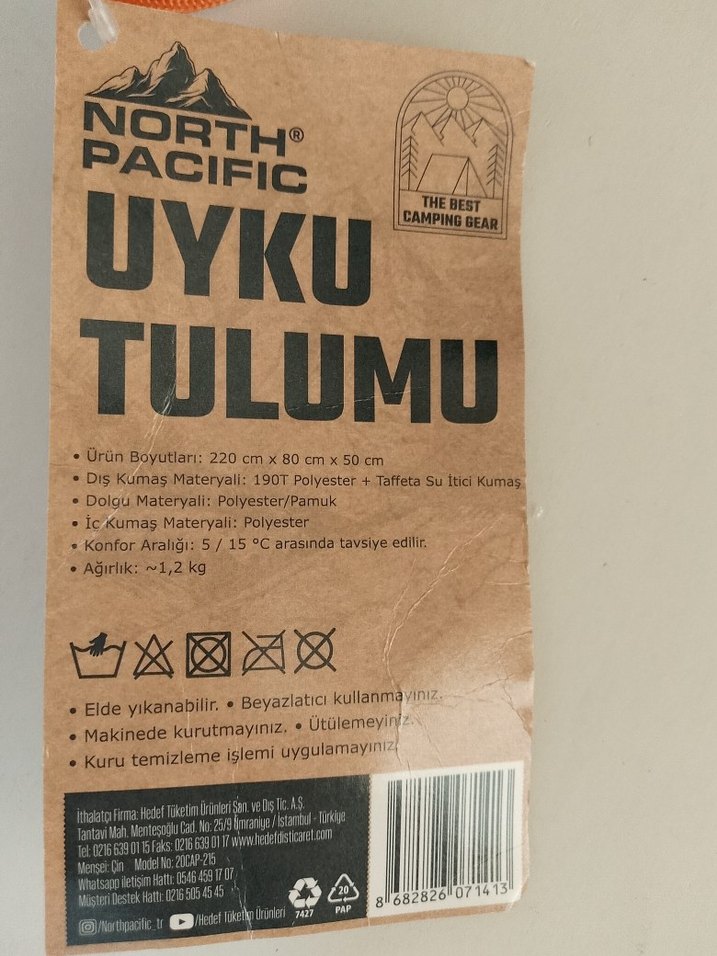 NORTH®
PACIFIC
THE BEST
CAMPING GEAR
UYKU
TULUMU
• Ürün Boyutları: 220 cm x 80 cm x 50 cm
• Dış Kumaş Materyali: 190T Polyester + Taffeta Su İtici Kumaş
• Dolgu Materyali: Polyester/Pamuk
• İç Kumaş Materyali: Polyester
• Konfor Aralığı: 5 / 15 °C arasında tavsiye edilir.
• Ağırlık: ~1,2 kg
• Elde yıkanabilir. • Beyazlatıcı kullanmayınız.
• Makinede kurutmayınız. • Ütülemeyiniz.
• Kuru temizleme işlemi uygulamayınız.
İthalatçı Firma: Hedef Tüketim Ürünleri San. ve Dış Tic. A.Ş.
Tantavi Mah. Menteşoğlu Cad. No: 25/9 Ümraniye / İstanbul - Türkiye
Tel: 0216 639 01 15 Faks: 0216 639 01 17 www.hedefdisticaret.com
Menşei: Çin Model No: 20CAP-215
Whatsapp iletişim Hattı: 0546 459 17 07
Müşteri Destek Hattı: 0216 505 45 45
/Northpacific_tr /Hedef Tüketim Ürünleri
7427
20
PAP
8 682826 071413